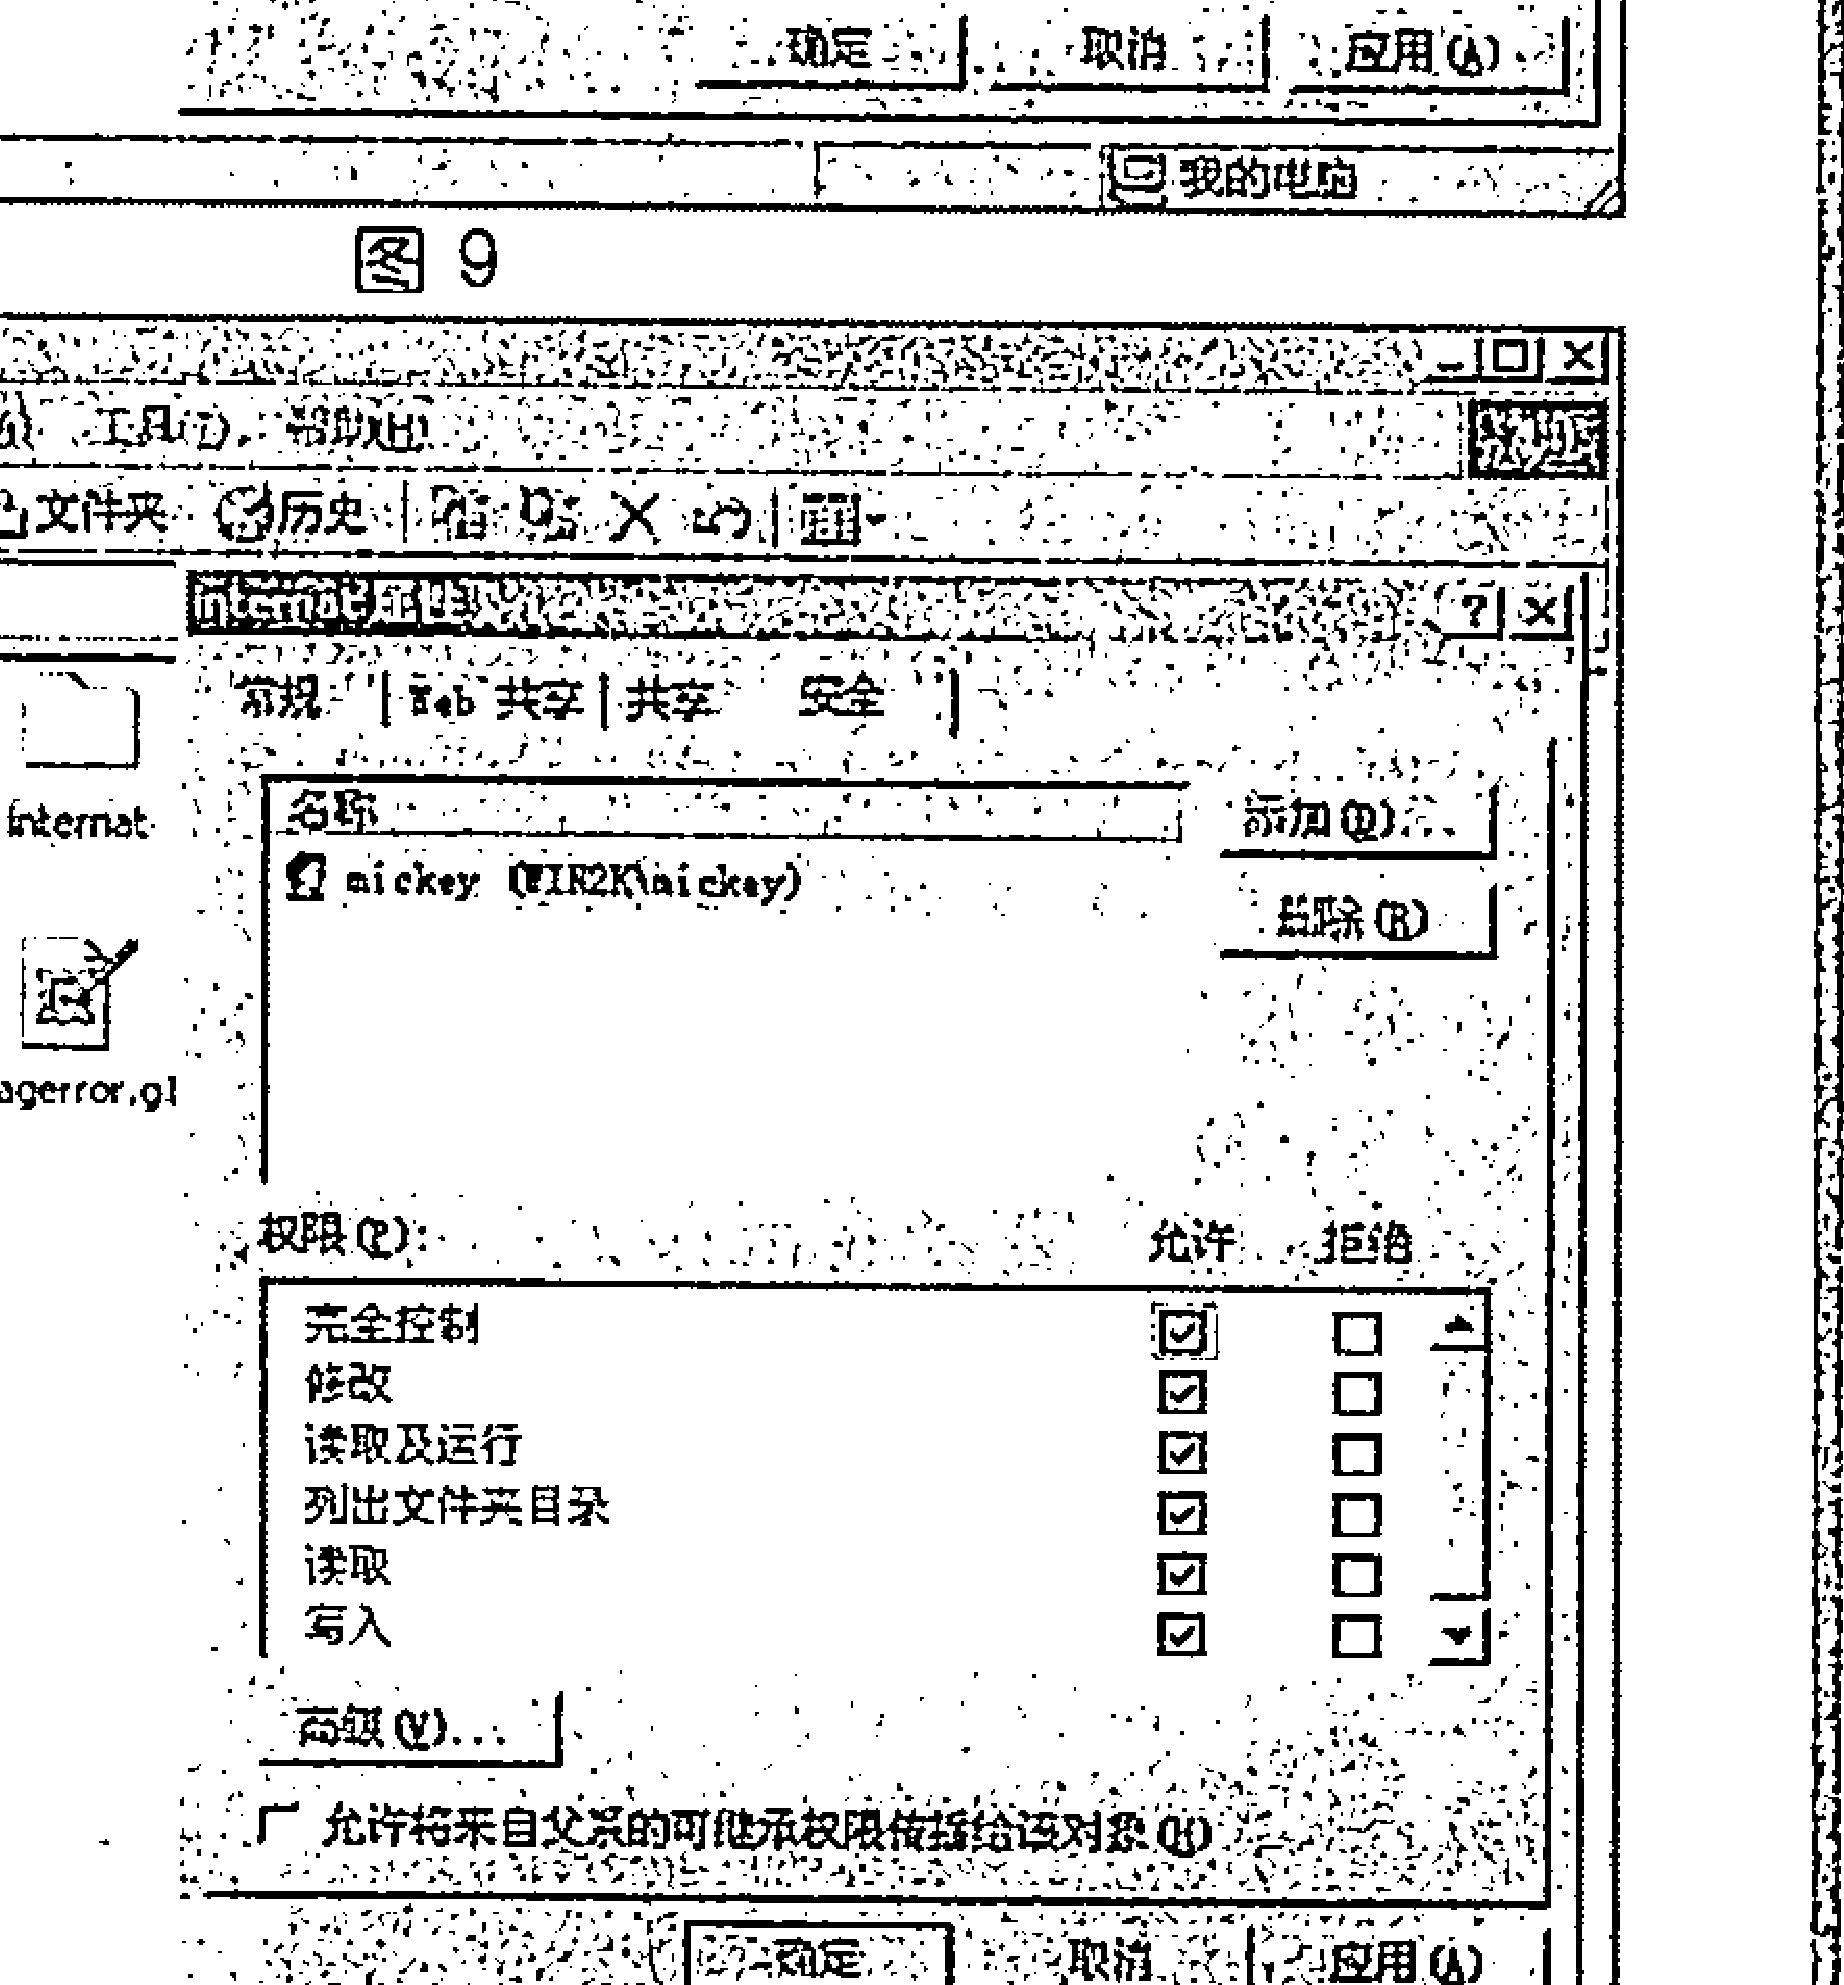 确定 取消 应用(A)
我的电脑
图 9
工具(T) 帮助(H)
文件夹 历史
常规 Web 共享 共享 安全
名称 添加(D)...
Internat
mickey (VIR2K\mickey)
删除(R)
agerror.gi
权限(P): 允许 拒绝
完全控制
修改
读取及运行
列出文件夹目录
读取
写入
高级(V)...
允许将来自父系的可继承权限传播给该对象(H)
确定 取消 应用(A)